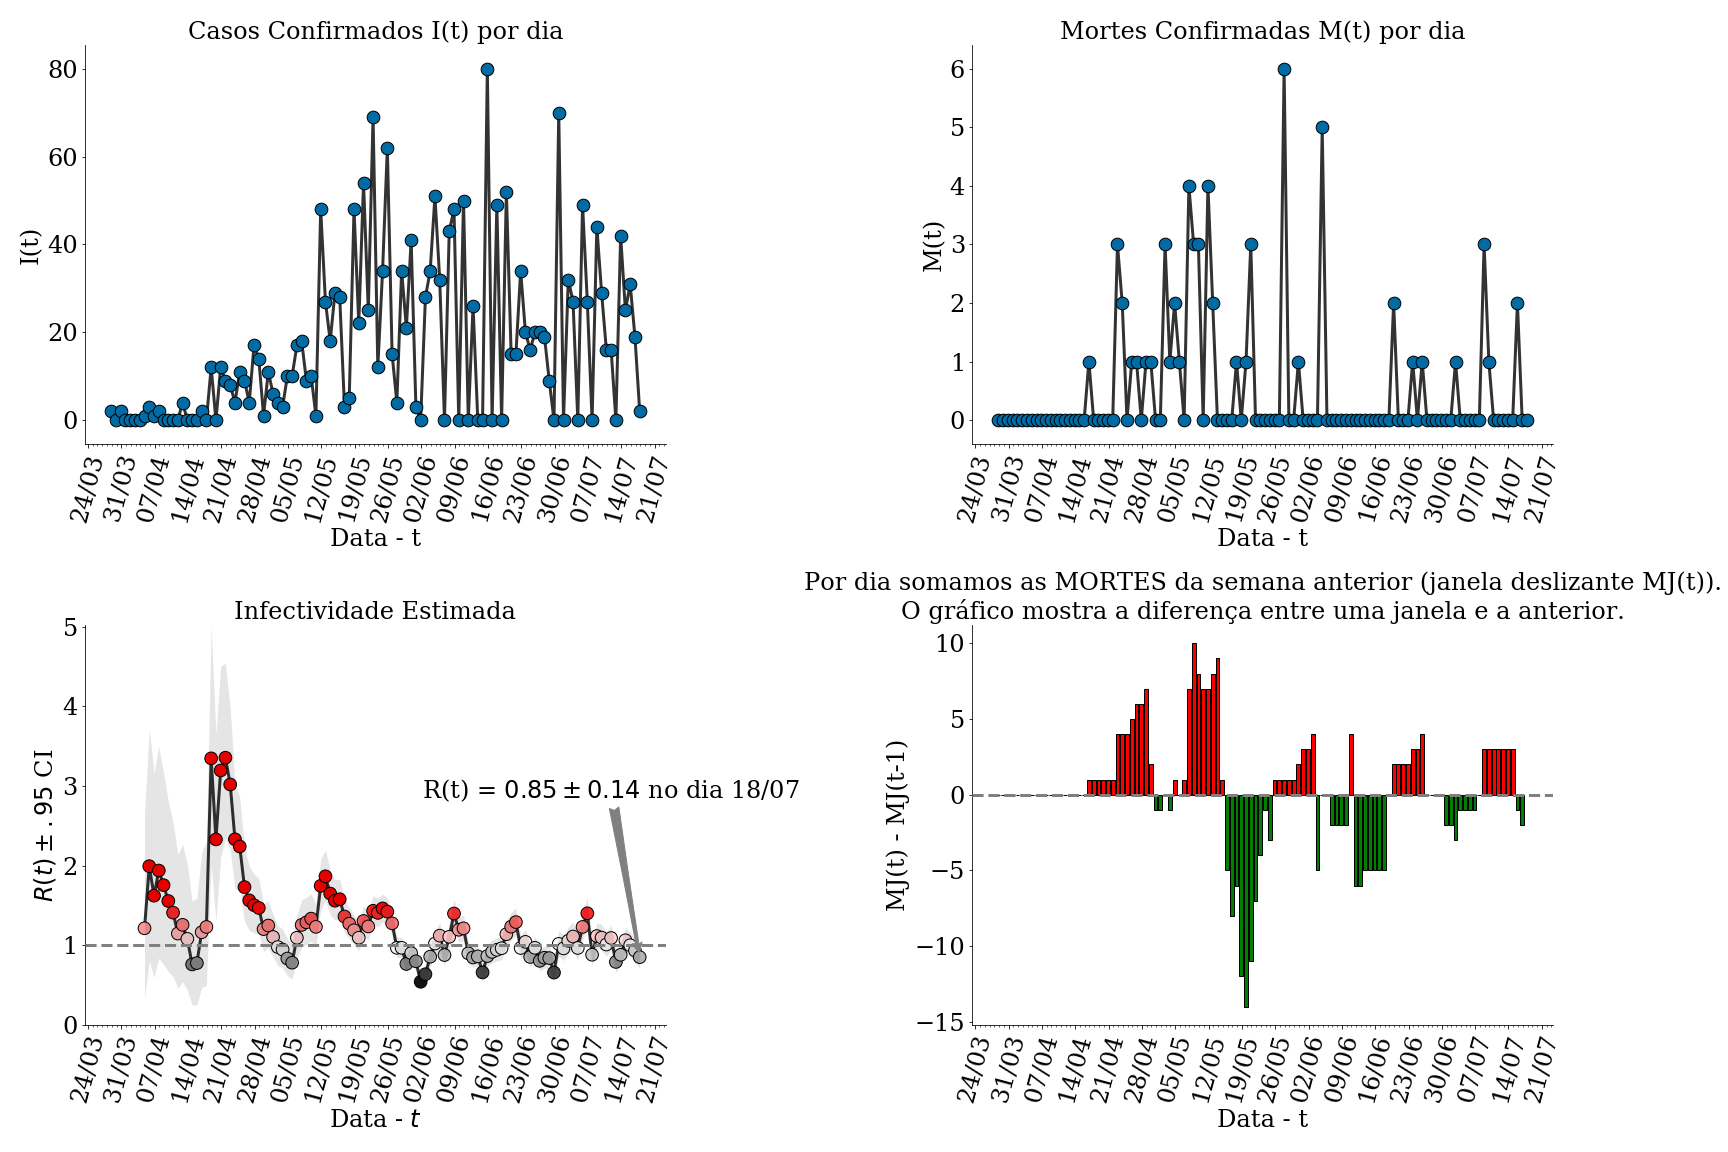 Casos Confirmados I(t) por dia
I(t)
80
60
40
20
0
24/03 31/03 07/04 14/04 21/04 28/04 05/05 12/05 19/05 26/05 02/06 09/06 16/06 23/06 30/06 07/07 14/07 21/07
Data - t
Mortes Confirmadas M(t) por dia
M(t)
6
5
4
3
2
1
0
24/03 31/03 07/04 14/04 21/04 28/04 05/05 12/05 19/05 26/05 02/06 09/06 16/06 23/06 30/06 07/07 14/07 21/07
Data - t
Infectividade Estimada
R(t) ± .95 CI
5
4
3
2
1
0
R(t) = 0.85 ± 0.14 no dia 18/07
24/03 31/03 07/04 14/04 21/04 28/04 05/05 12/05 19/05 26/05 02/06 09/06 16/06 23/06 30/06 07/07 14/07 21/07
Data - t
Por dia somamos as MORTES da semana anterior (janela deslizante MJ(t)).
O gráfico mostra a diferença entre uma janela e a anterior.
MJ(t) - MJ(t-1)
10
5
0
−5
−10
−15
24/03 31/03 07/04 14/04 21/04 28/04 05/05 12/05 19/05 26/05 02/06 09/06 16/06 23/06 30/06 07/07 14/07 21/07
Data - t